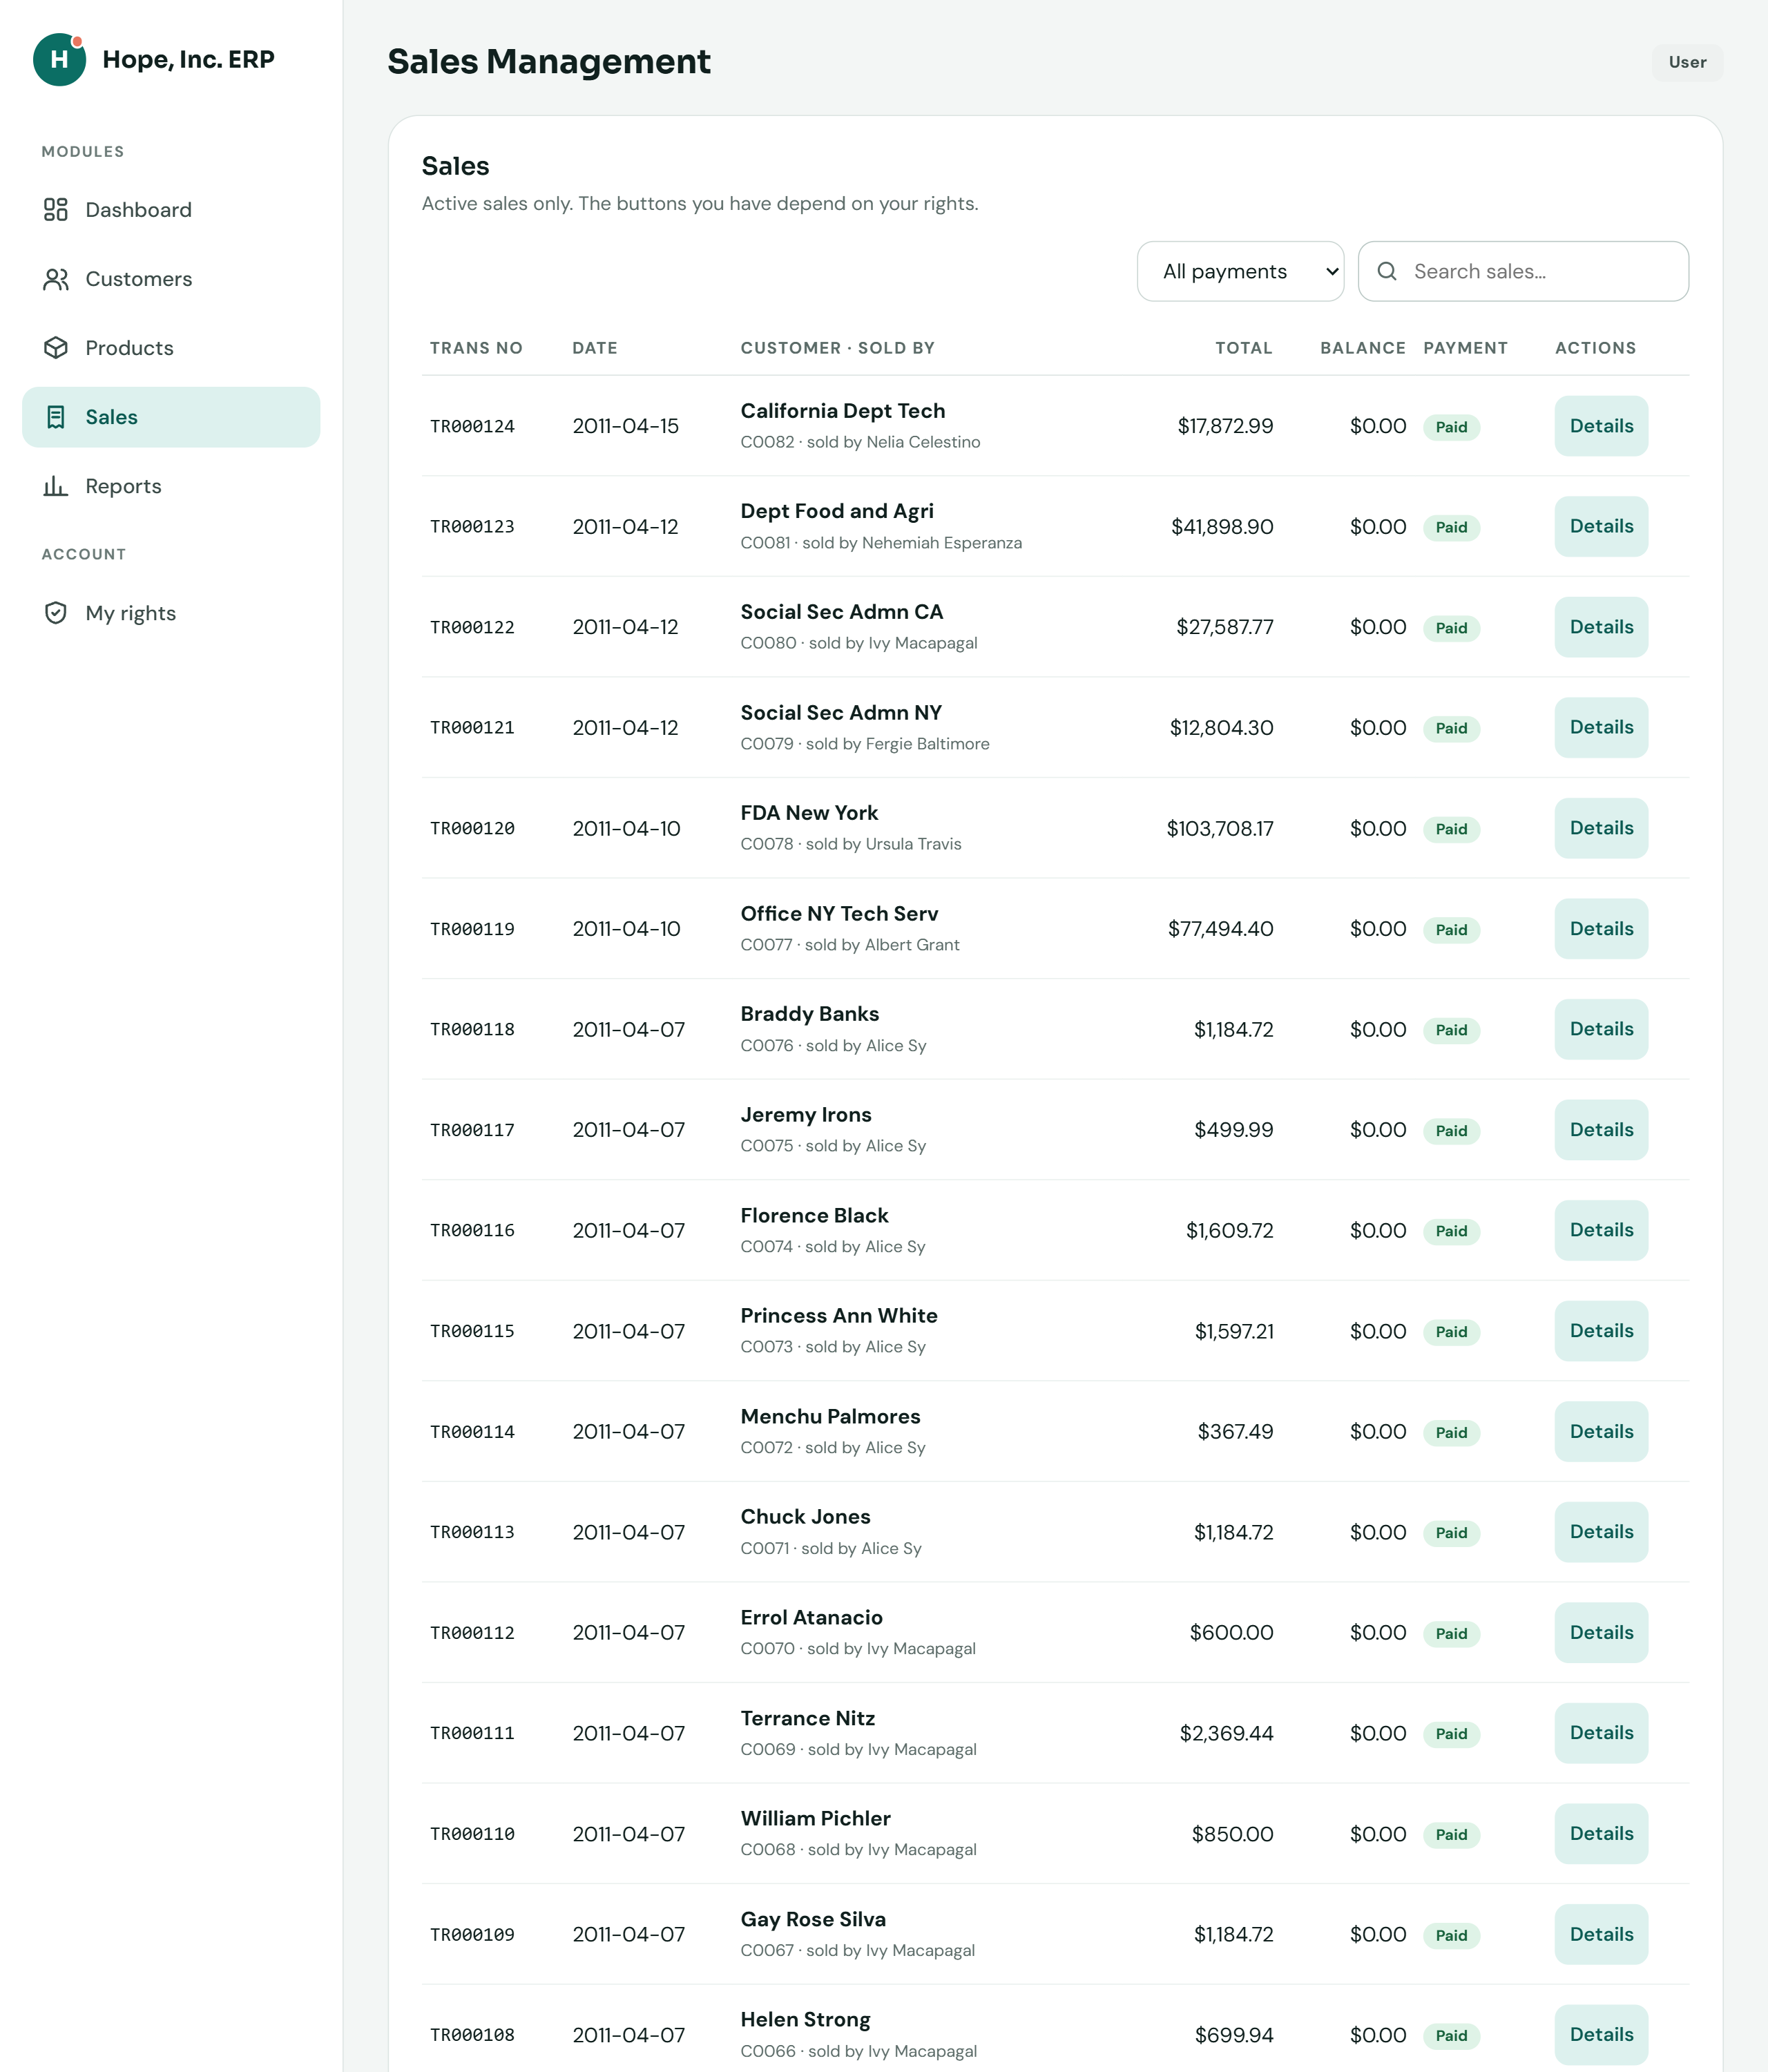 H
Hope, Inc. ERP
MODULES
Dashboard
Customers
Products
Sales
Reports
ACCOUNT
My rights
Sales Management
User
Sales
Active sales only. The buttons you have depend on your rights.
All payments
Search sales...
TRANS NO DATE CUSTOMER · SOLD BY TOTAL BALANCE PAYMENT ACTIONS
TR000124 2011-04-15 California Dept Tech $17,872.99 $0.00 Paid Details
C0082 · sold by Nelia Celestino
TR000123 2011-04-12 Dept Food and Agri $41,898.90 $0.00 Paid Details
C0081 · sold by Nehemiah Esperanza
TR000122 2011-04-12 Social Sec Admn CA $27,587.77 $0.00 Paid Details
C0080 · sold by Ivy Macapagal
TR000121 2011-04-12 Social Sec Admn NY $12,804.30 $0.00 Paid Details
C0079 · sold by Fergie Baltimore
TR000120 2011-04-10 FDA New York $103,708.17 $0.00 Paid Details
C0078 · sold by Ursula Travis
TR000119 2011-04-10 Office NY Tech Serv $77,494.40 $0.00 Paid Details
C0077 · sold by Albert Grant
TR000118 2011-04-07 Braddy Banks $1,184.72 $0.00 Paid Details
C0076 · sold by Alice Sy
TR000117 2011-04-07 Jeremy Irons $499.99 $0.00 Paid Details
C0075 · sold by Alice Sy
TR000116 2011-04-07 Florence Black $1,609.72 $0.00 Paid Details
C0074 · sold by Alice Sy
TR000115 2011-04-07 Princess Ann White $1,597.21 $0.00 Paid Details
C0073 · sold by Alice Sy
TR000114 2011-04-07 Menchu Palmores $367.49 $0.00 Paid Details
C0072 · sold by Alice Sy
TR000113 2011-04-07 Chuck Jones $1,184.72 $0.00 Paid Details
C0071 · sold by Alice Sy
TR000112 2011-04-07 Errol Atanacio $600.00 $0.00 Paid Details
C0070 · sold by Ivy Macapagal
TR000111 2011-04-07 Terrance Nitz $2,369.44 $0.00 Paid Details
C0069 · sold by Ivy Macapagal
TR000110 2011-04-07 William Pichler $850.00 $0.00 Paid Details
C0068 · sold by Ivy Macapagal
TR000109 2011-04-07 Gay Rose Silva $1,184.72 $0.00 Paid Details
C0067 · sold by Ivy Macapagal
TR000108 2011-04-07 Helen Strong $699.94 $0.00 Paid Details
C0066 · sold by Ivy Macapagal